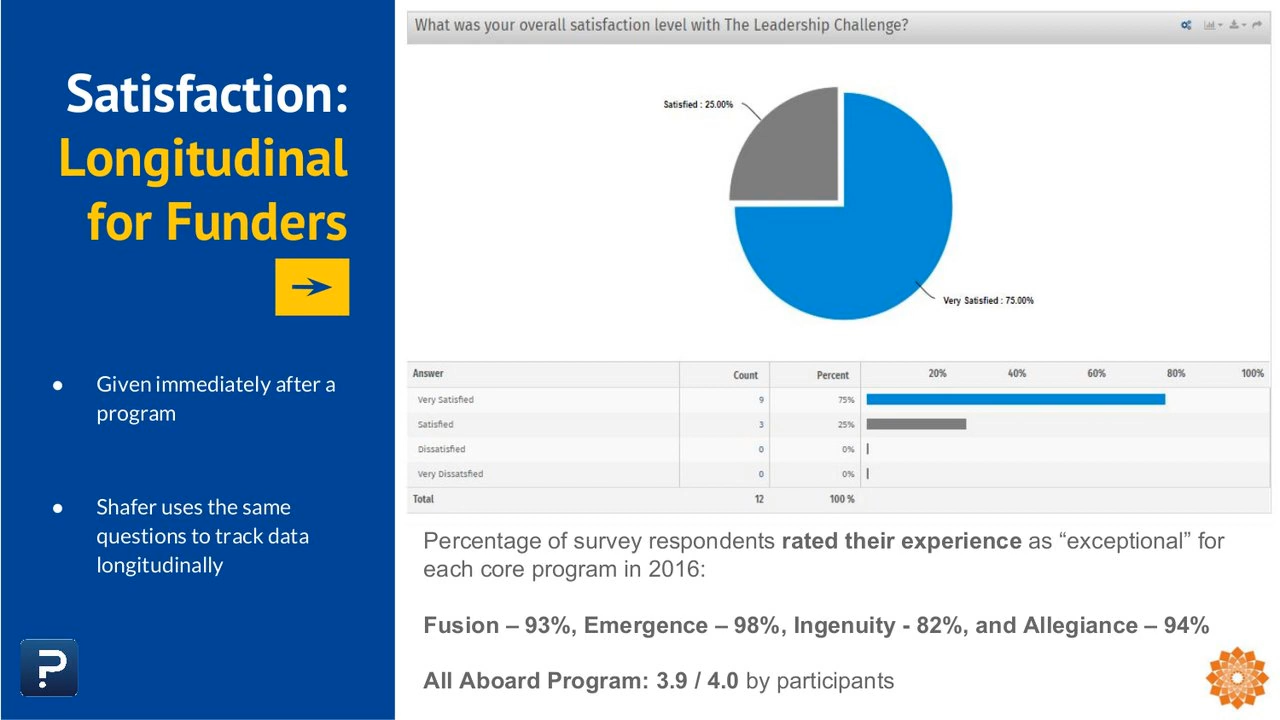 Satisfaction:
Longitudinal
for Funders
● Given immediately after a
program
● Shafer uses the same
questions to track data
longitudinally
What was your overall satisfaction level with The Leadership Challenge?
Satisfied : 25.00%
Very Satisfied : 75.00%
Answer Count Percent 20% 40% 60% 80% 100%
Very Satisfied 9 75%
Satisfied 3 25%
Dissatisfied 0 0%
Very Dissatsfied 0 0%
Total 12 100 %
Percentage of survey respondents rated their experience as “exceptional” for
each core program in 2016:
Fusion – 93%, Emergence – 98%, Ingenuity - 82%, and Allegiance – 94%
All Aboard Program: 3.9 / 4.0 by participants